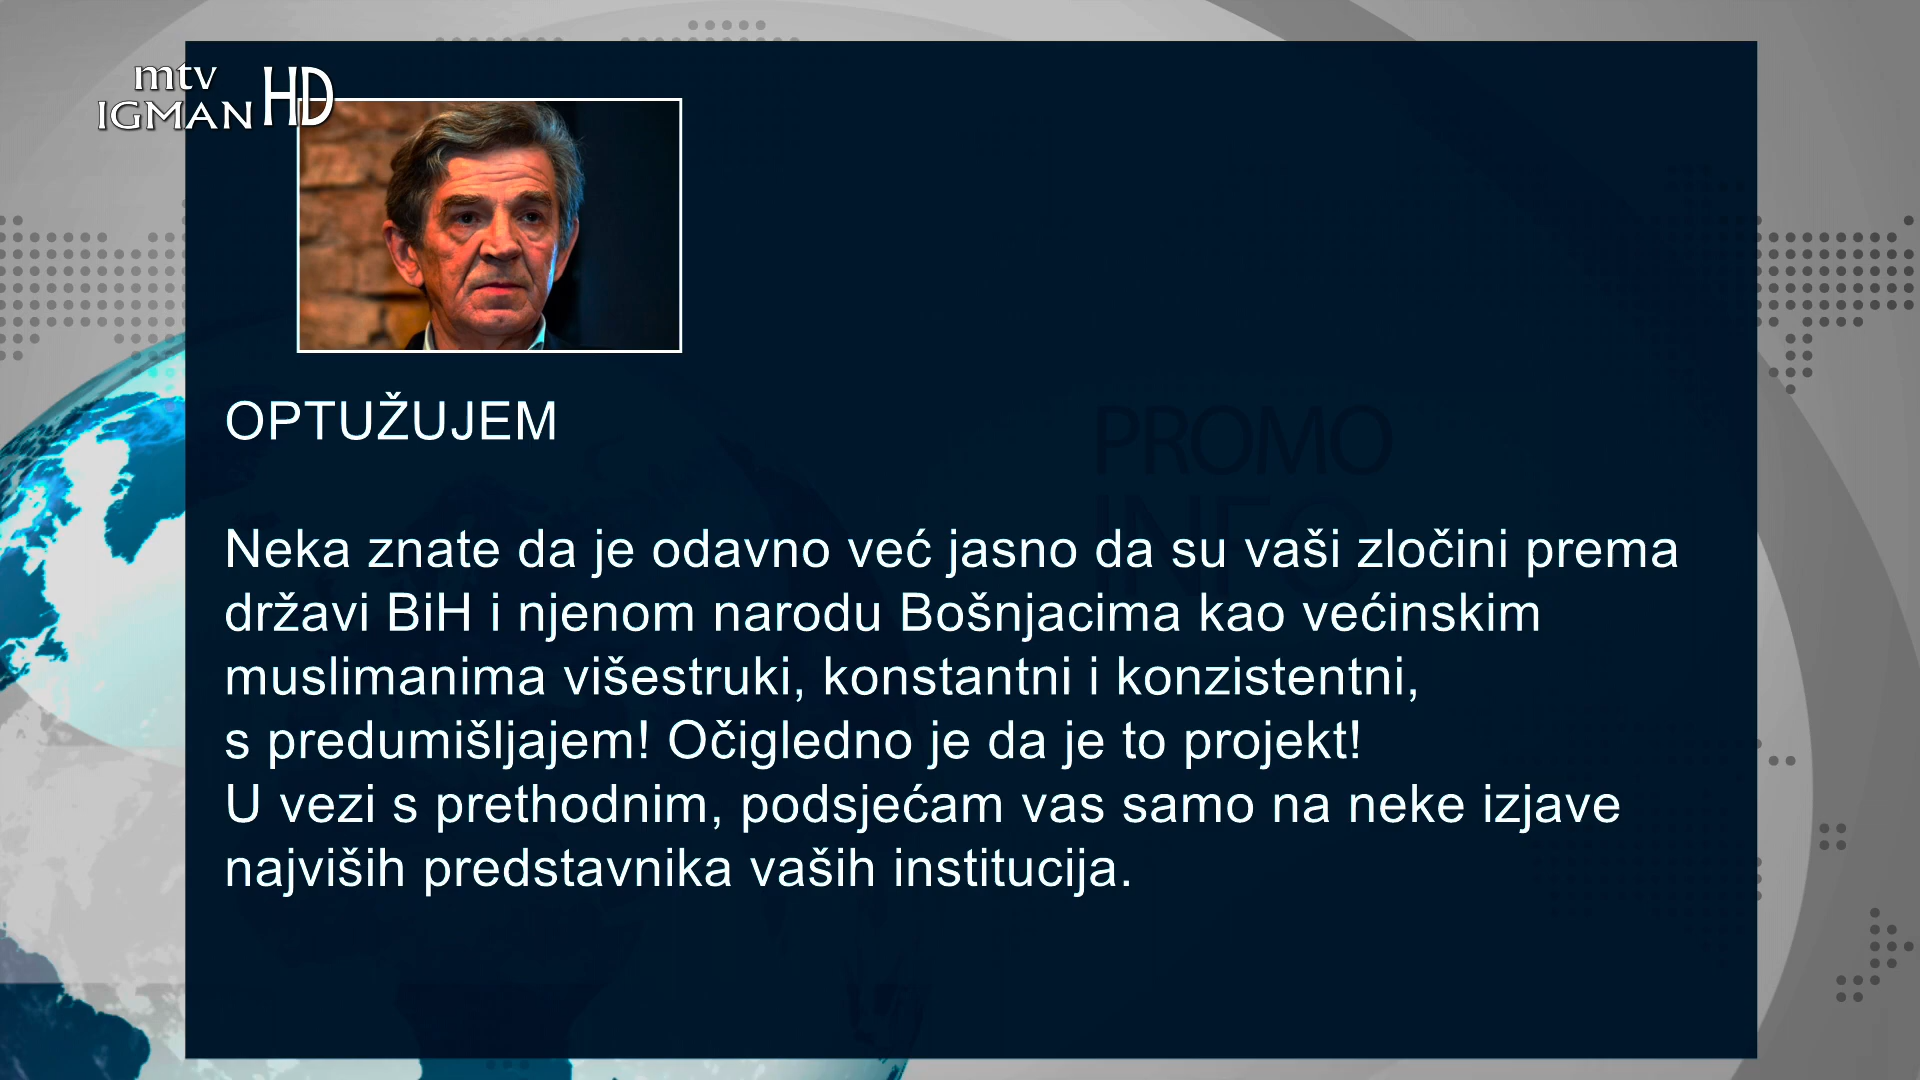 mtv
IGMAN HD
OPTUŽUJEM
PROMO
INFO
Neka znate da je odavno već jasno da su vaši zločini prema
državi BiH i njenom narodu Bošnjacima kao većinskim
muslimanima višestruki, konstantni i konzistentni,
s predumišljajem! Očigledno je da je to projekt!
U vezi s prethodnim, podsjećam vas samo na neke izjave
najviših predstavnika vaših institucija.